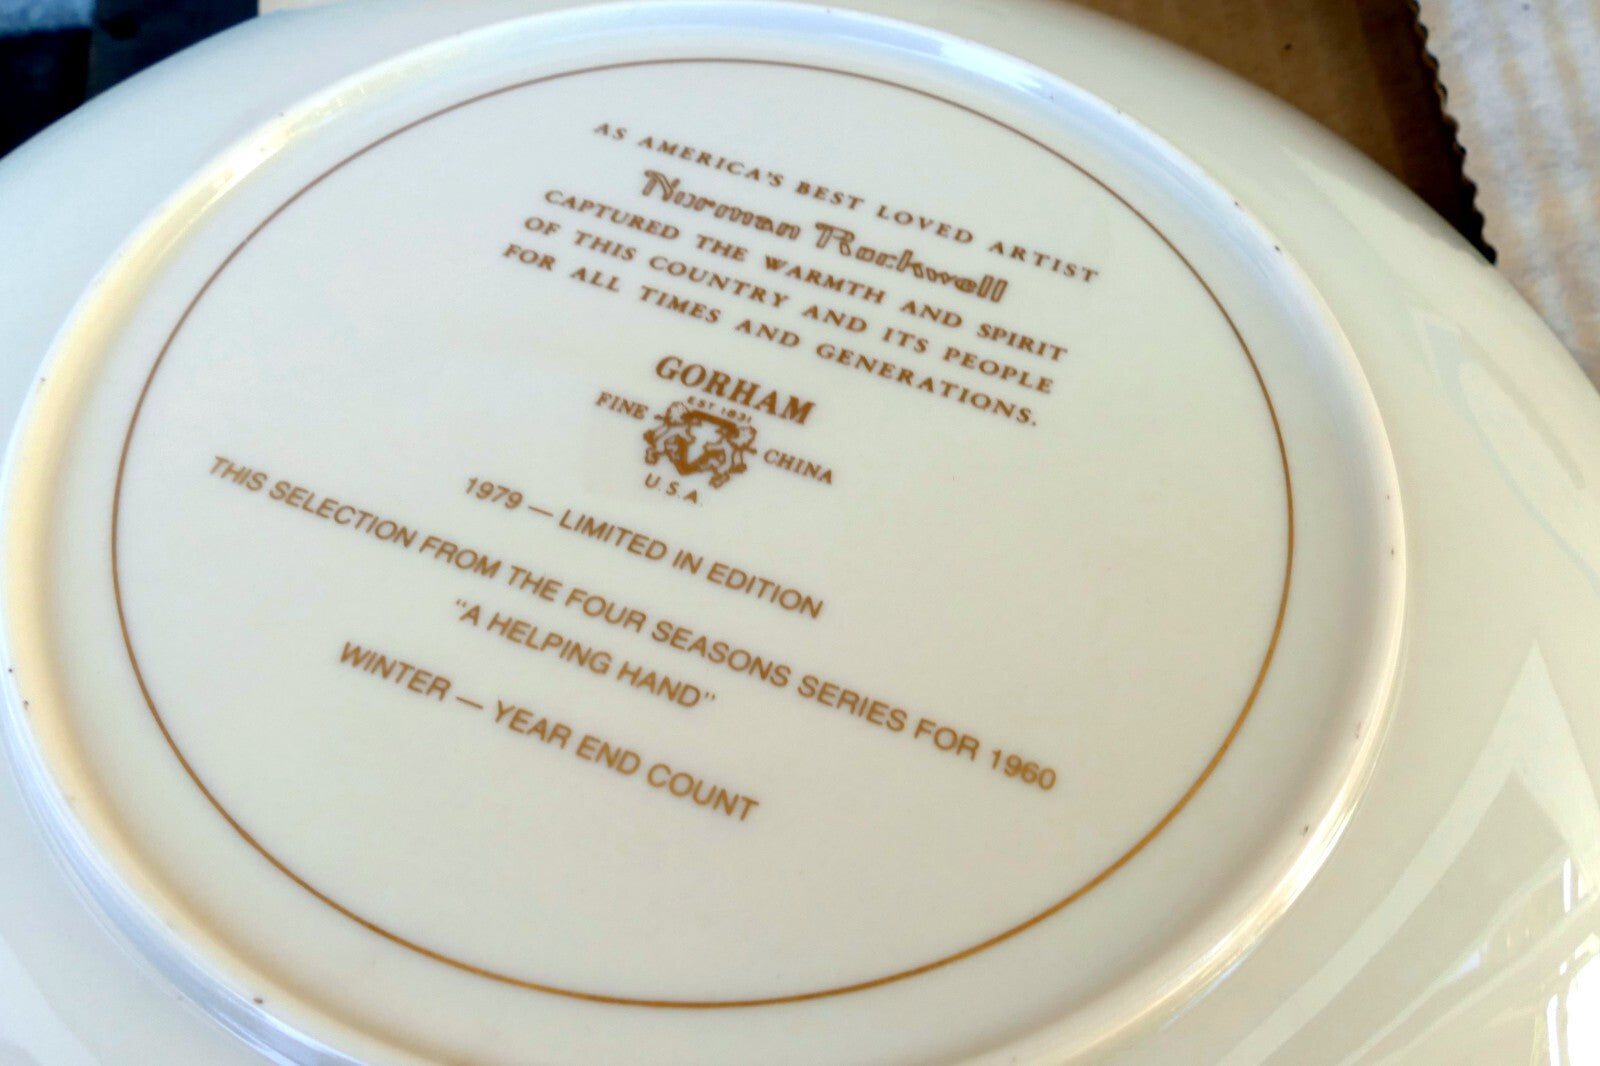 AS AMERICA'S BEST LOVED ARTIST
Norman Rockwell
CAPTURED THE WARMTH AND SPIRIT
OF THIS COUNTRY AND ITS PEOPLE
FOR ALL TIMES AND GENERATIONS.
GORHAM
EST 1831
FINE CHINA
U.S.A.
1979 — LIMITED IN EDITION
THIS SELECTION FROM THE FOUR SEASONS SERIES FOR 1960
"A HELPING HAND"
WINTER — YEAR END COUNT